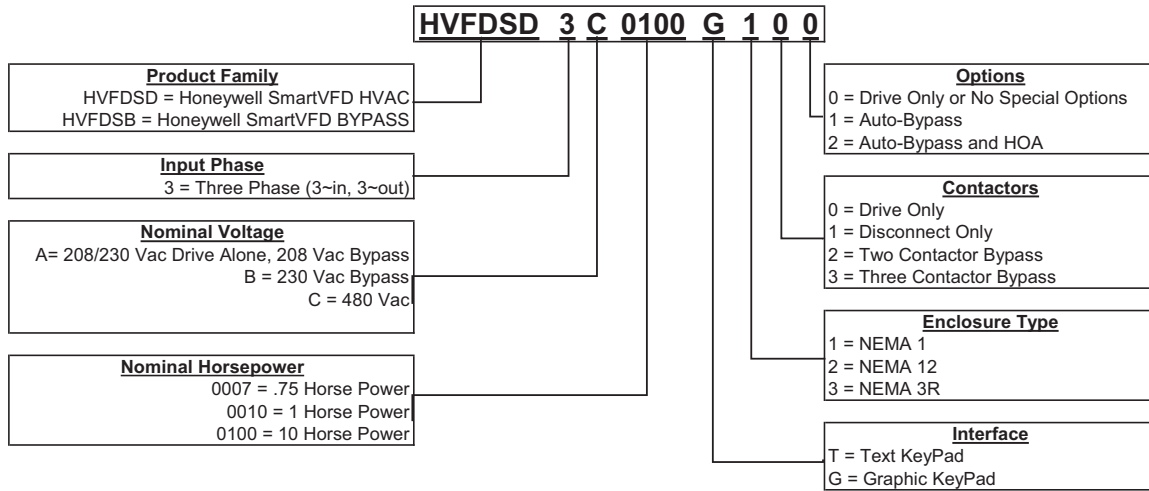 HVFDSD 3 C 0100 G 1 0 0
Product Family
HVFDSD = Honeywell SmartVFD HVAC
HVFDSB = Honeywell SmartVFD BYPASS
Input Phase
3 = Three Phase (3~in, 3~out)
Nominal Voltage
A= 208/230 Vac Drive Alone, 208 Vac Bypass
B = 230 Vac Bypass
C = 480 Vac
Nominal Horsepower
0007 = .75 Horse Power
0010 = 1 Horse Power
0100 = 10 Horse Power
Options
0 = Drive Only or No Special Options
1 = Auto-Bypass
2 = Auto-Bypass and HOA
Contactors
0 = Drive Only
1 = Disconnect Only
2 = Two Contactor Bypass
3 = Three Contactor Bypass
Enclosure Type
1 = NEMA 1
2 = NEMA 12
3 = NEMA 3R
Interface
T = Text KeyPad
G = Graphic KeyPad